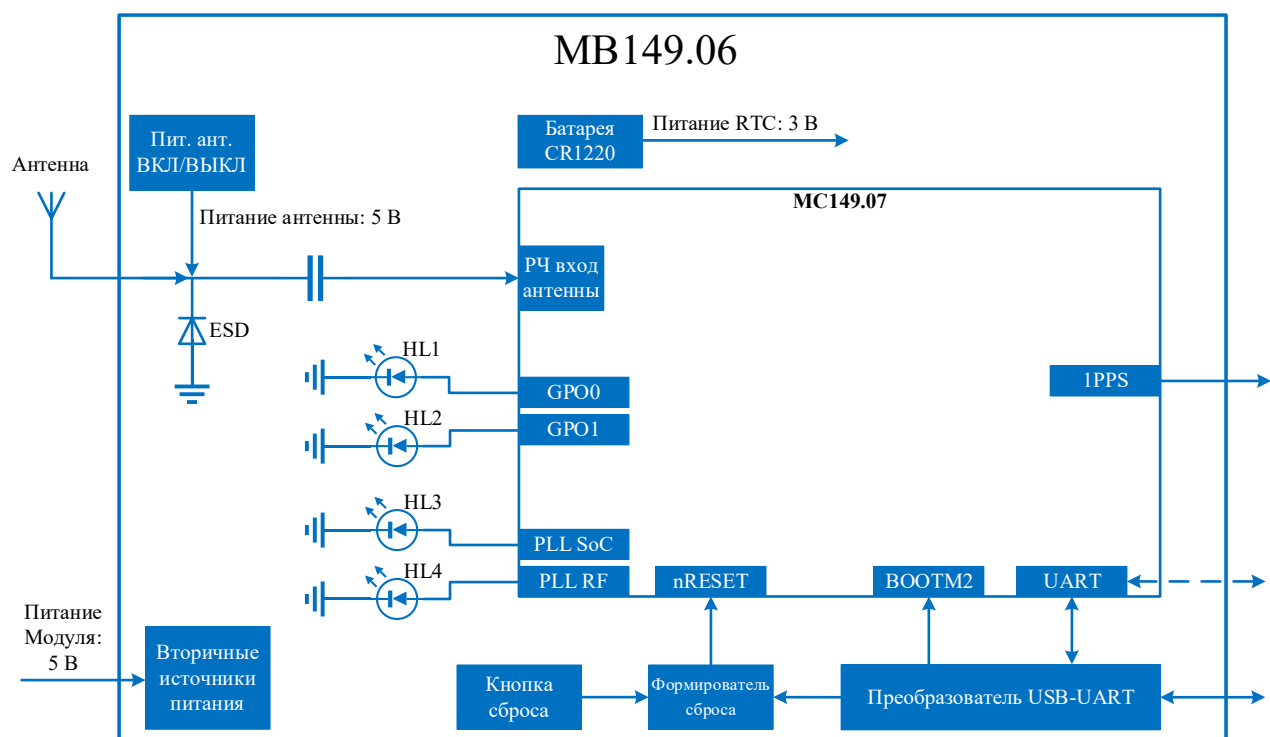 МВ149.06
Пит. ант.
ВКЛ/ВЫКЛ
Батарея
CR1220
Питание RTC: 3 В
Антенна
Питание антенны: 5 В
МС149.07
РЧ вход
антенны
ESD
HL1
GPO0
1PPS
HL2
GPO1
HL3
PLL SoC
HL4
PLL RF
nRESET
BOOTM2
UART
Питание
Модуля:
5 В
Вторичные
источники
питания
Кнопка
сброса
Формирователь
сброса
Преобразователь USB-UART